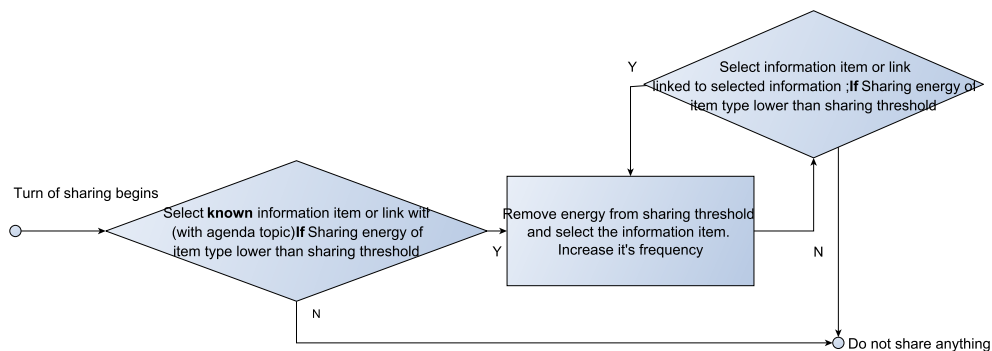 Turn of sharing begins
Select known information item or link with
(with agenda topic)If Sharing energy of
item type lower than sharing threshold
Y
N
Remove energy from sharing threshold
and select the information item.
Increase it's frequency
Y
Select information item or link
linked to selected information ;If Sharing energy of
item type lower than sharing threshold
N
Do not share anything